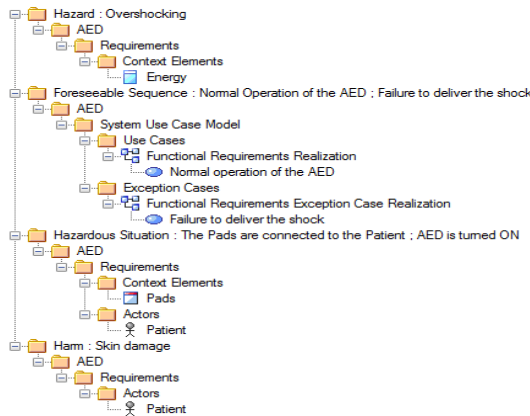 Hazard : Overshocking
AED
Requirements
Context Elements
Energy
Foreseeable Sequence : Normal Operation of the AED ; Failure to deliver the shock
AED
System Use Case Model
Use Cases
Functional Requirements Realization
Normal operation of the AED
Exception Cases
Functional Requirements Exception Case Realization
Failure to deliver the shock
Hazardous Situation : The Pads are connected to the Patient ; AED is turned ON
AED
Requirements
Context Elements
Pads
Actors
Patient
Harm : Skin damage
AED
Requirements
Actors
Patient